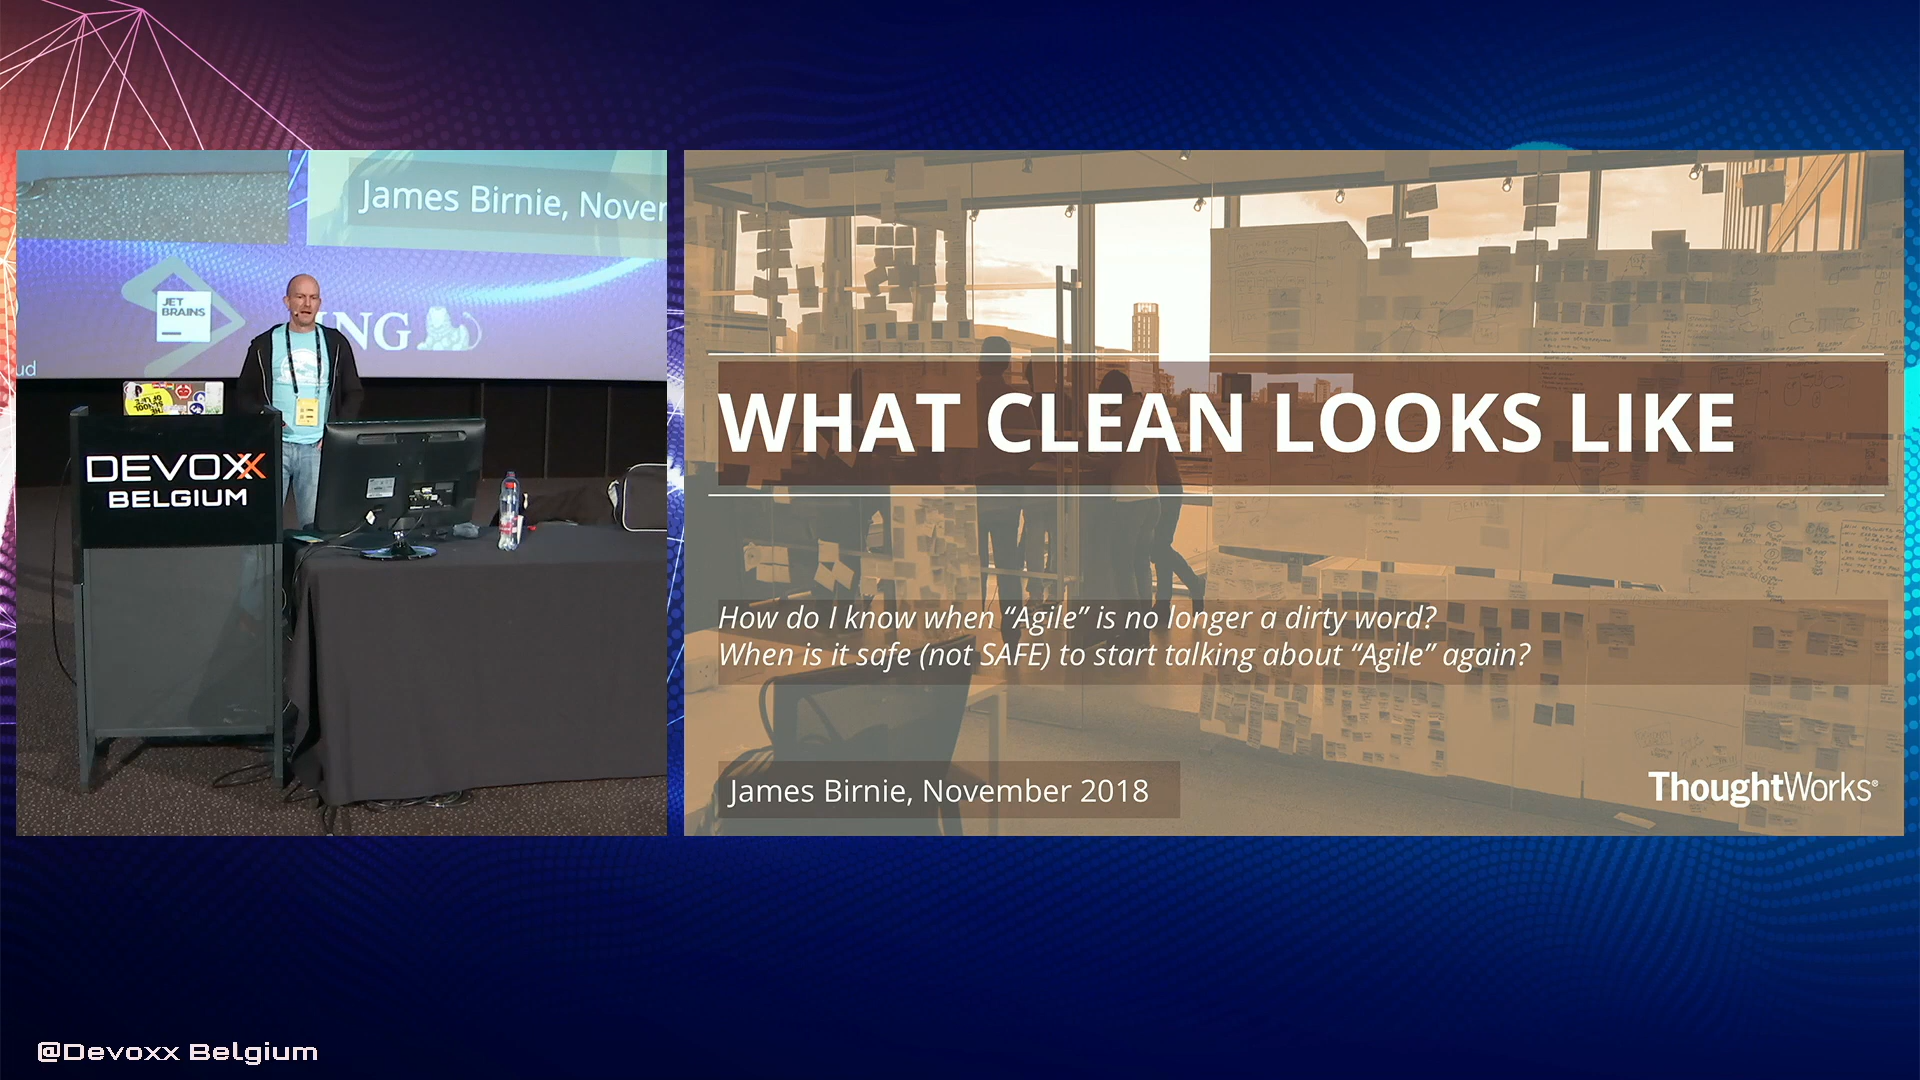 James Birnie, Nover
JET
BRAINS
ING
ud
DEVOXX
BELGIUM
WHAT CLEAN LOOKS LIKE
How do I know when “Agile” is no longer a dirty word?
When is it safe (not SAFE) to start talking about “Agile” again?
James Birnie, November 2018
ThoughtWorks®
@Devoxx Belgium